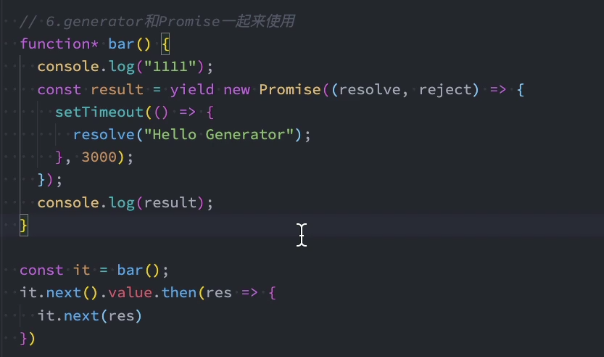 // 6.generator和Promise一起来使用
function* bar() {
  console.log("1111");
  const result = yield new Promise((resolve, reject) => {
    setTimeout(() => {
      resolve("Hello Generator");
    }, 3000);
  });
  console.log(result);
}

const it = bar();
it.next().value.then(res => {
  it.next(res)
})